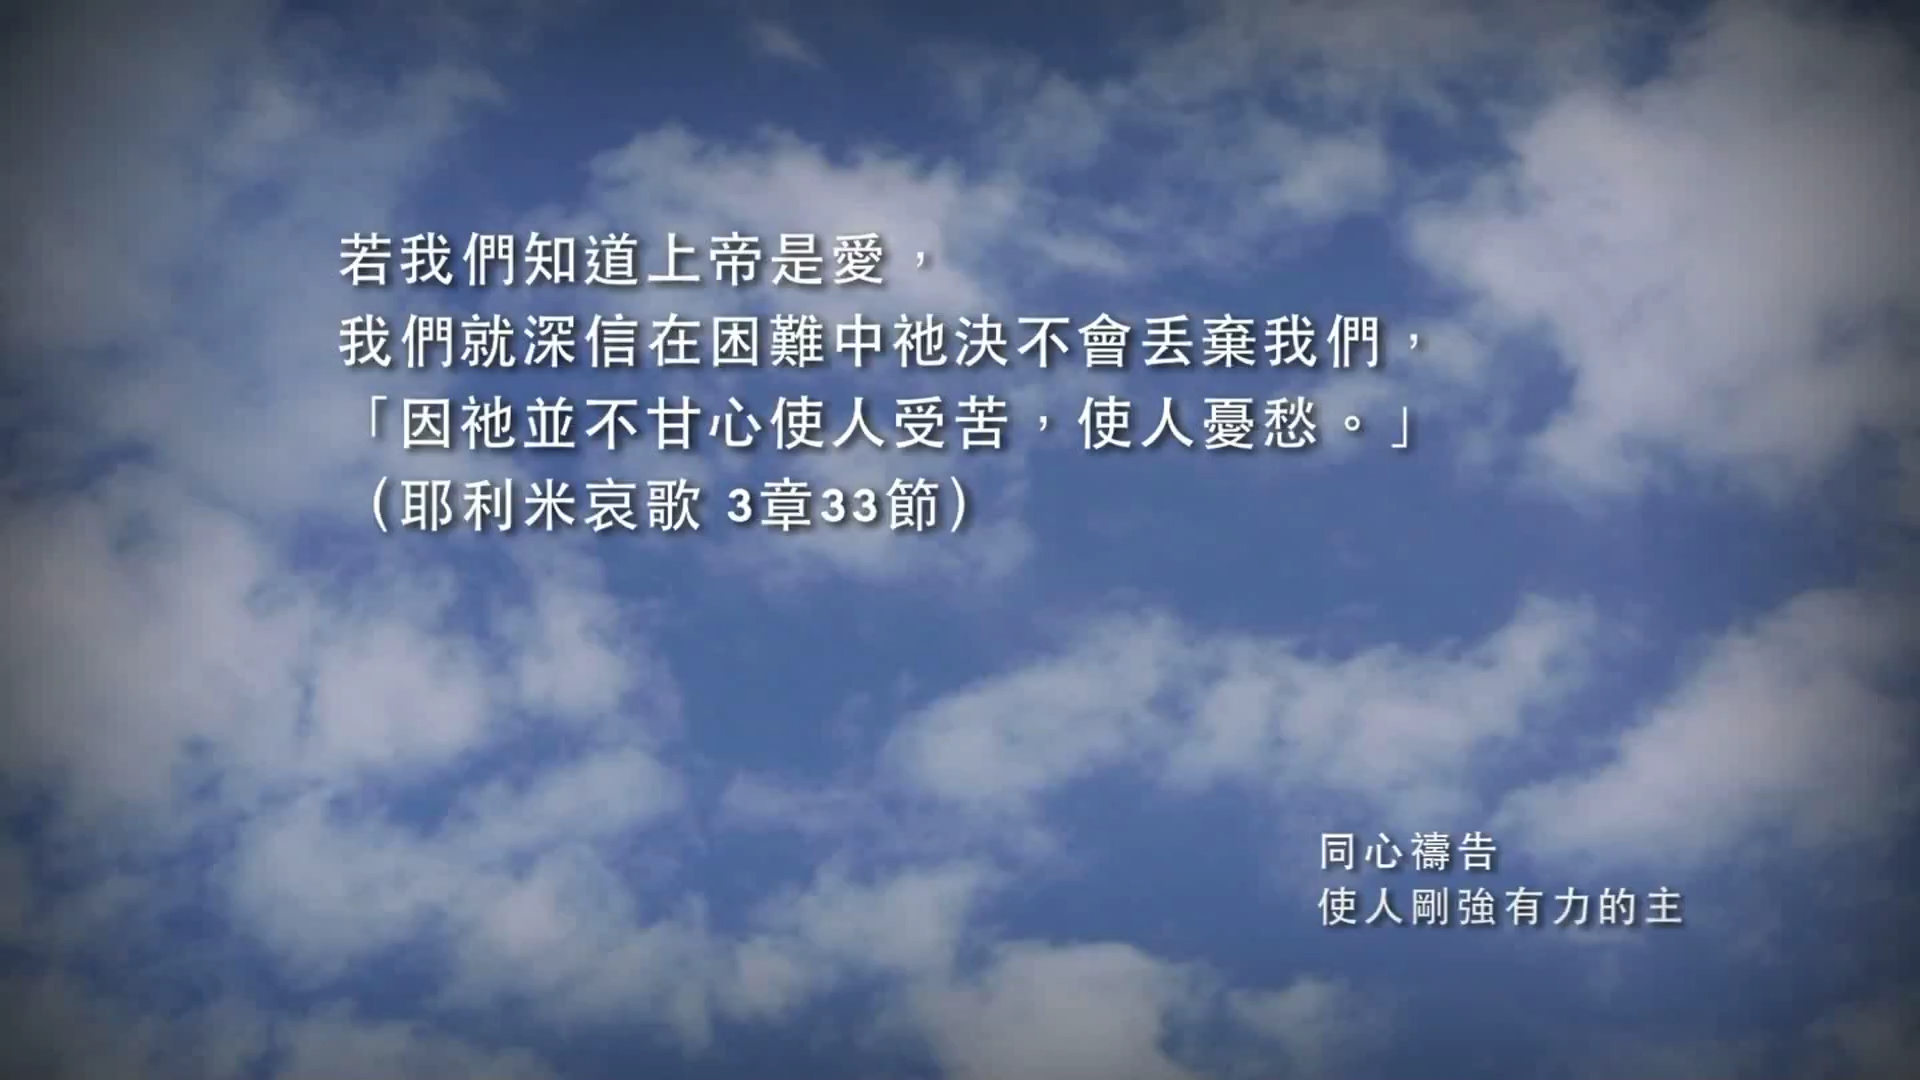 若我們知道上帝是愛，
我們就深信在困難中祂決不會丟棄我們，
「因祂並不甘心使人受苦，使人憂愁。」
（耶利米哀歌 3章33節）
同心禱告
使人剛強有力的主